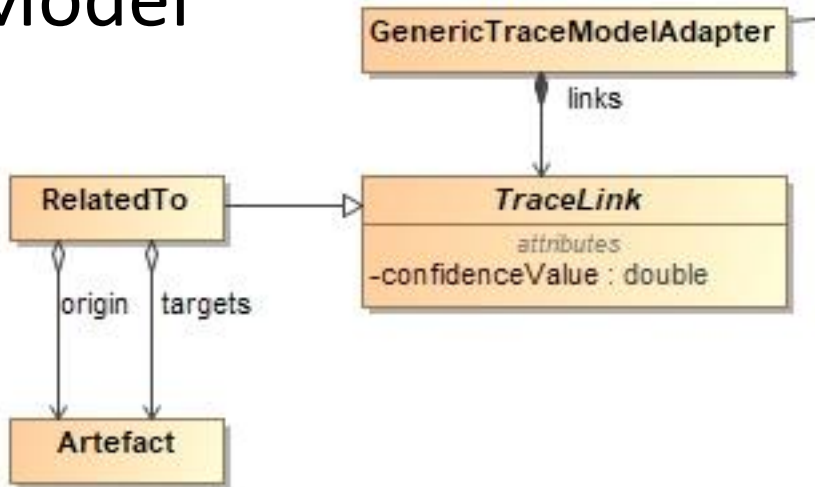 Model
GenericTraceModelAdapter
links
RelatedTo
TraceLink
attributes
-confidenceValue : double
origin
targets
Artefact